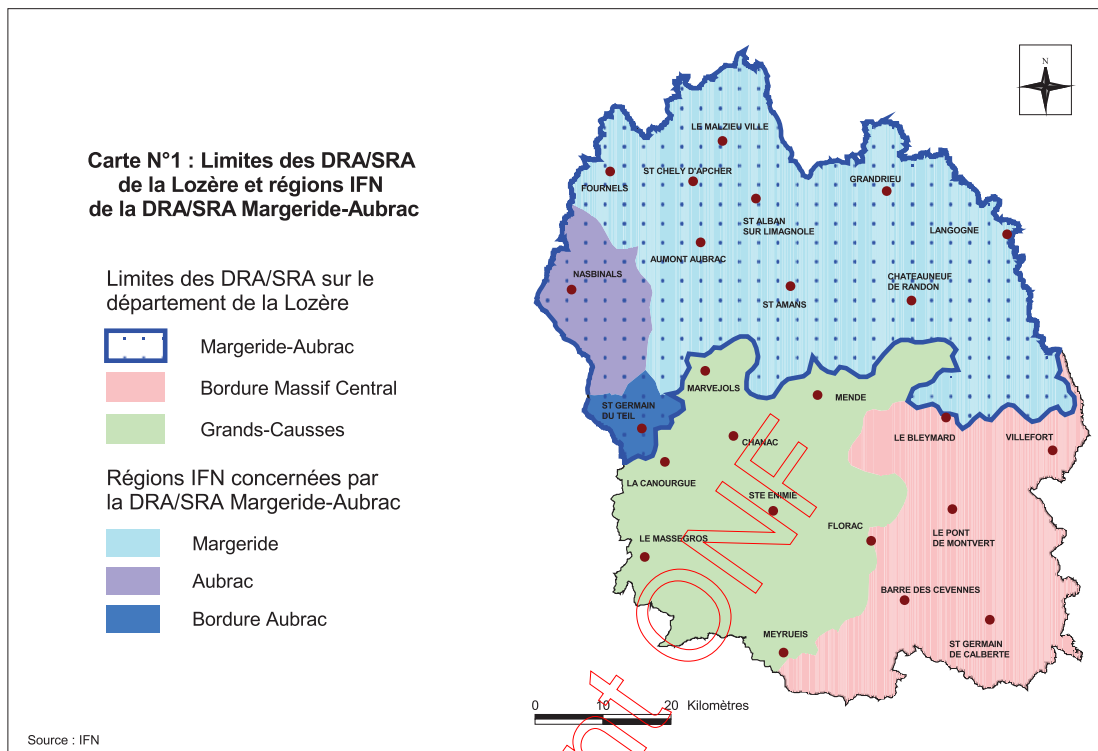 Carte N°1 : Limites des DRA/SRA
de la Lozère et régions IFN
de la DRA/SRA Margeride-Aubrac
Limites des DRA/SRA sur le
département de la Lozère
Margeride-Aubrac
Bordure Massif Central
Grands-Causses
Régions IFN concernées par
la DRA/SRA Margeride-Aubrac
Margeride
Aubrac
Bordure Aubrac
Source : IFN
N
LE MALZIEU VILLE
ST CHELY D'APCHER
FOURNELS
GRANDRIEU
ST ALBAN
SUR LIMAGNOLE
LANGOGNE
AUMONT AUBRAC
NASBINALS
CHATEAUNEUF
DE RANDON
ST AMANS
MARVEJOLS
MENDE
ST GERMAIN
DU TEIL
LE BLEYMARD
VILLEFORT
CHANAC
LA CANOURGUE
STE ENIMIE
FLORAC
LE PONT
DE MONTVERT
LE MASSEGROS
BARRE DES CEVENNES
MEYRUEIS
ST GERMAIN
DE CALBERTE
0 10 20 Kilomètres
nt ONF